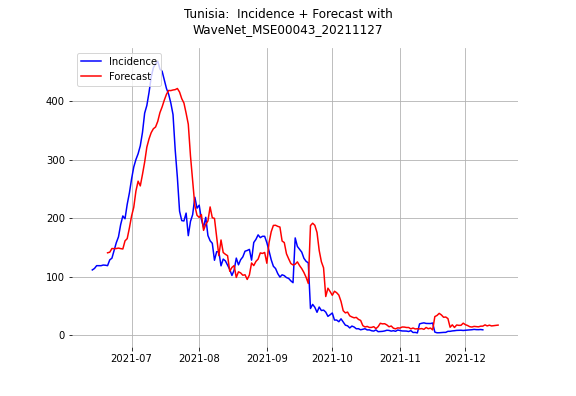 Tunisia:  Incidence + Forecast with
WaveNet_MSE00043_20211127
Incidence
Forecast
400
300
200
100
0
2021-07
2021-08
2021-09
2021-10
2021-11
2021-12